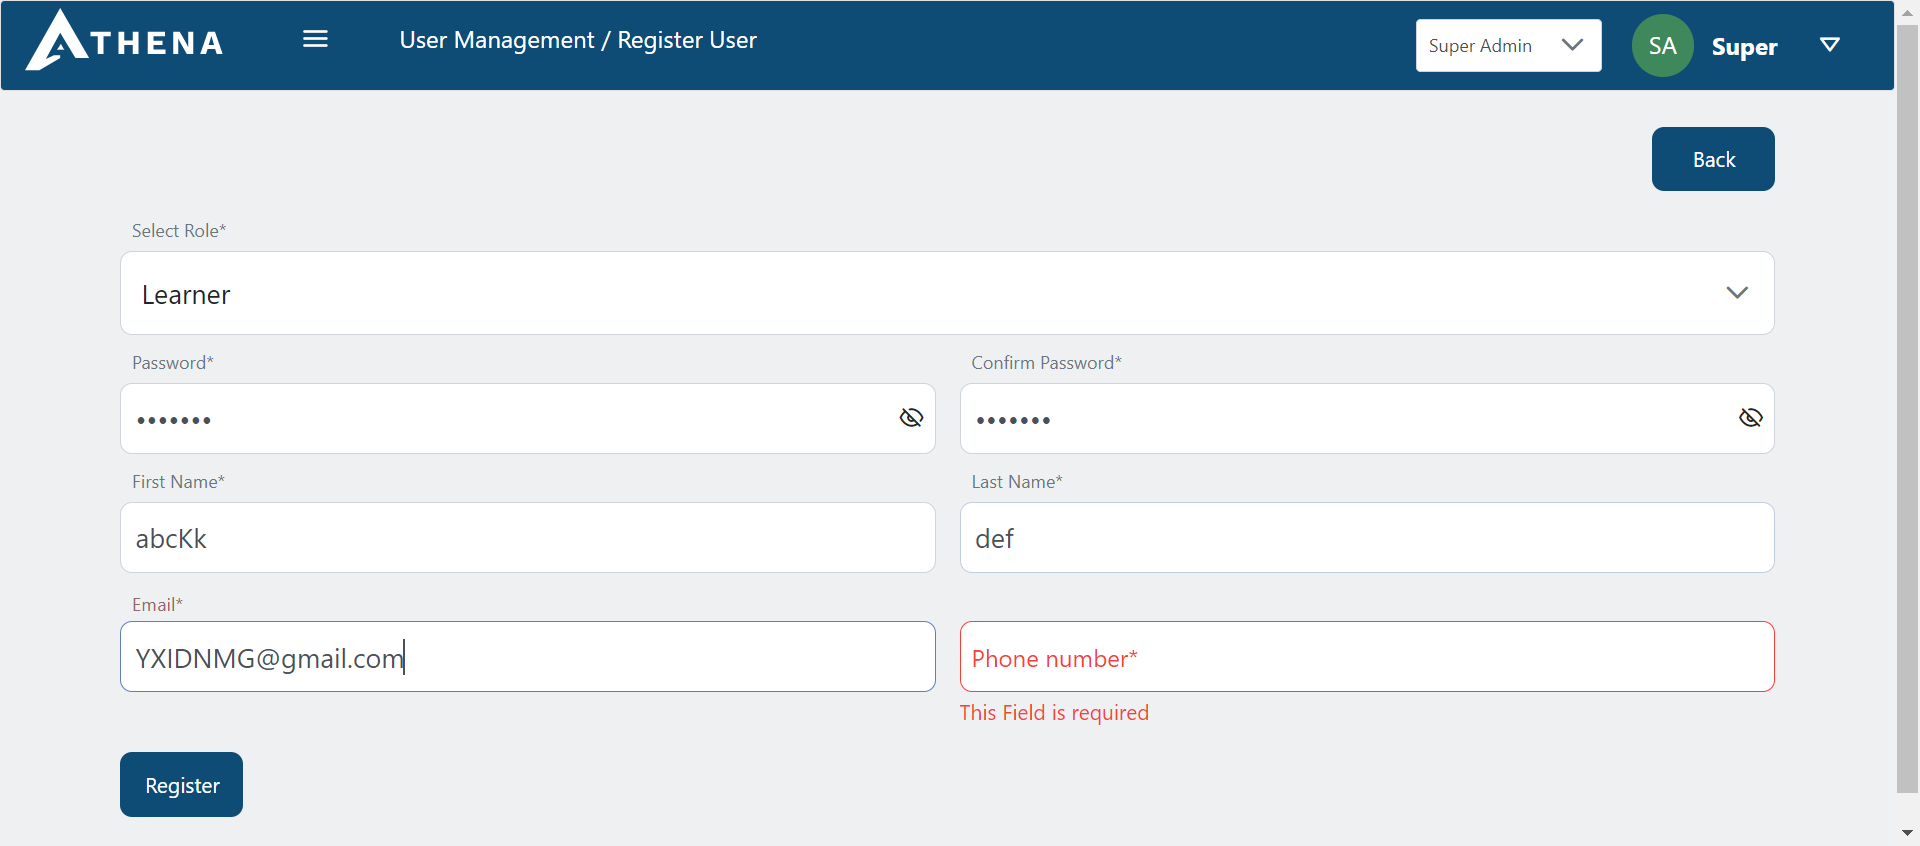 ATHENA
User Management / Register User
Super Admin
SA
Super
Back
Select Role*
Learner
Password*
Confirm Password*
•••••••
•••••••
First Name*
Last Name*
abcKk
def
Email*
YXIDNMG@gmail.com
Phone number*
This Field is required
Register